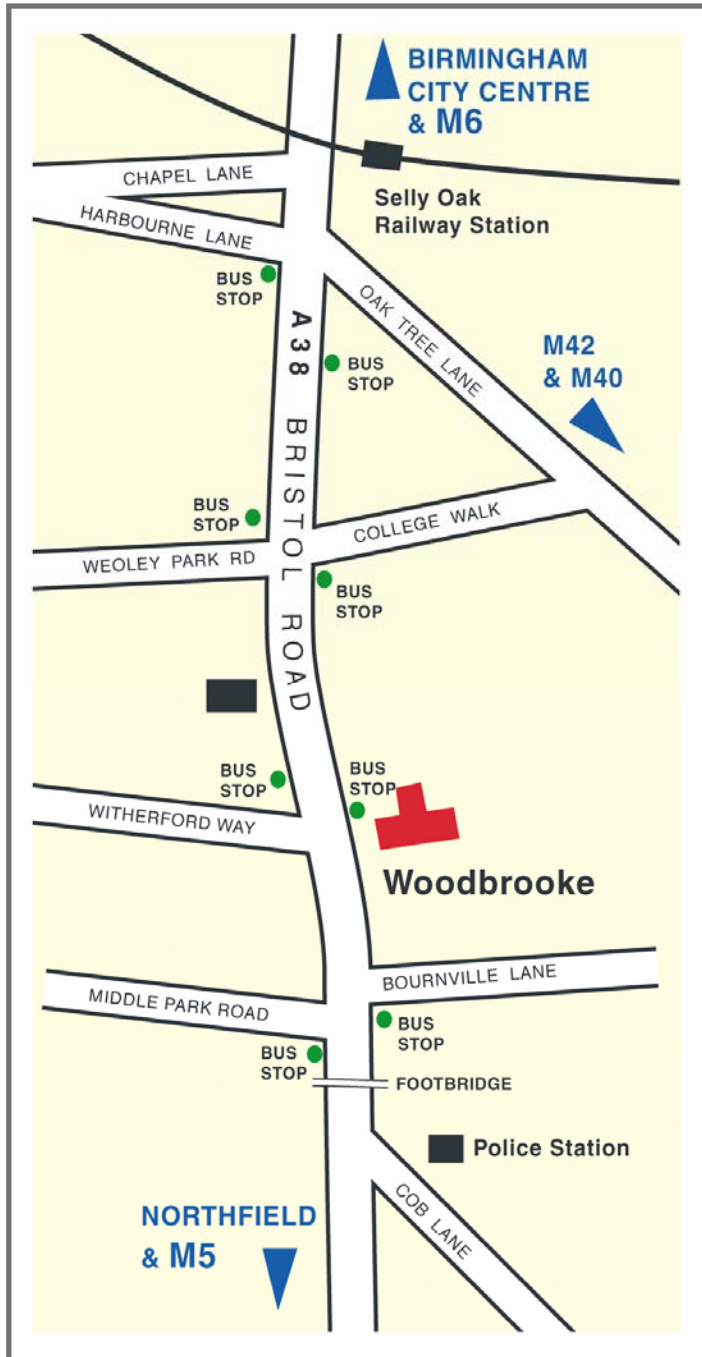 BIRMINGHAM
CITY CENTRE
& M6
CHAPEL LANE
Selly Oak
Railway Station
HARBOURNE LANE
BUS
STOP
OAK TREE LANE
A38 BRISTOL ROAD
M42
& M40
BUS
STOP
BUS
STOP
COLLEGE WALK
WEOLEY PARK RD
BUS
STOP
BUS
STOP
BUS
STOP
WITHERFORD WAY
Woodbrooke
BOURNVILLE LANE
MIDDLE PARK ROAD
BUS
STOP
BUS
STOP
FOOTBRIDGE
Police Station
COB LANE
NORTHFIELD
& M5